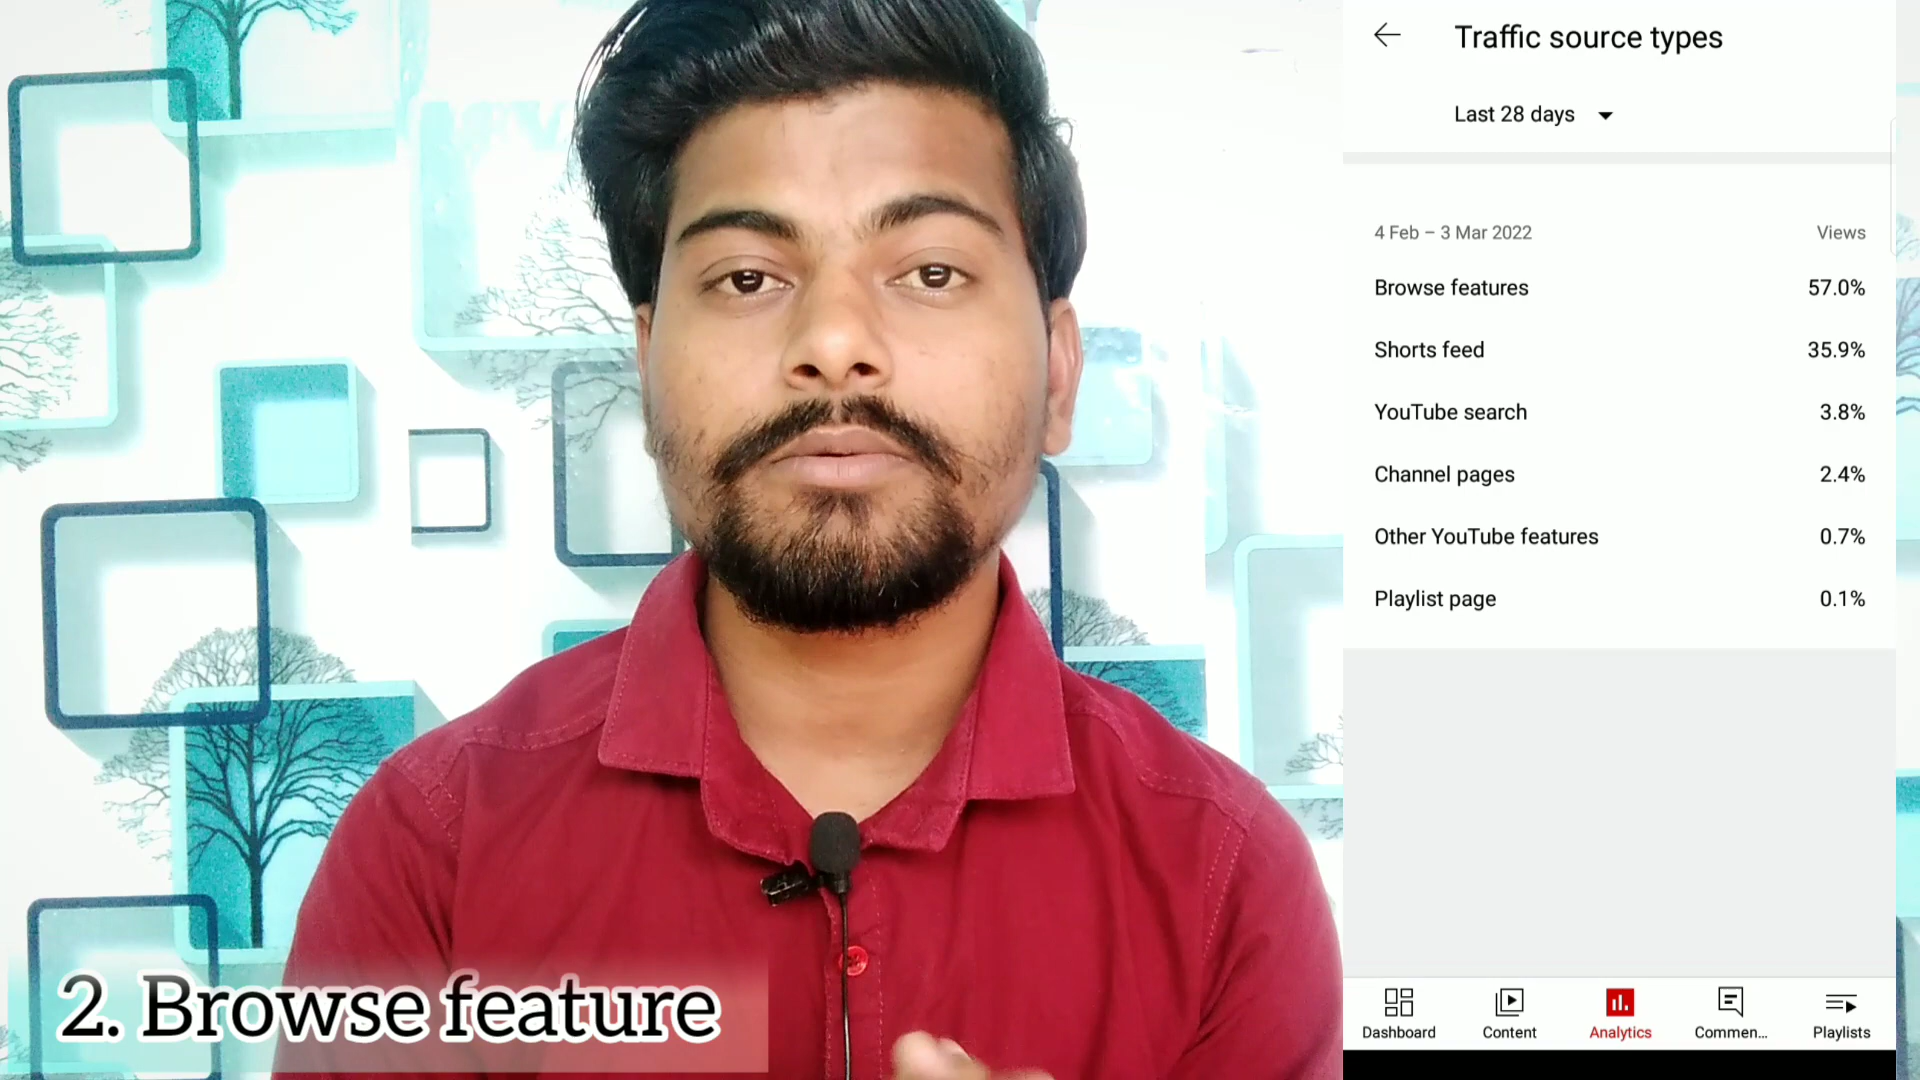 Traffic source types
Last 28 days
4 Feb – 3 Mar 2022 Views
Browse features 57.0%
Shorts feed 35.9%
YouTube search 3.8%
Channel pages 2.4%
Other YouTube features 0.7%
Playlist page 0.1%
2. Browse feature
Dashboard Content Analytics Commen... Playlists